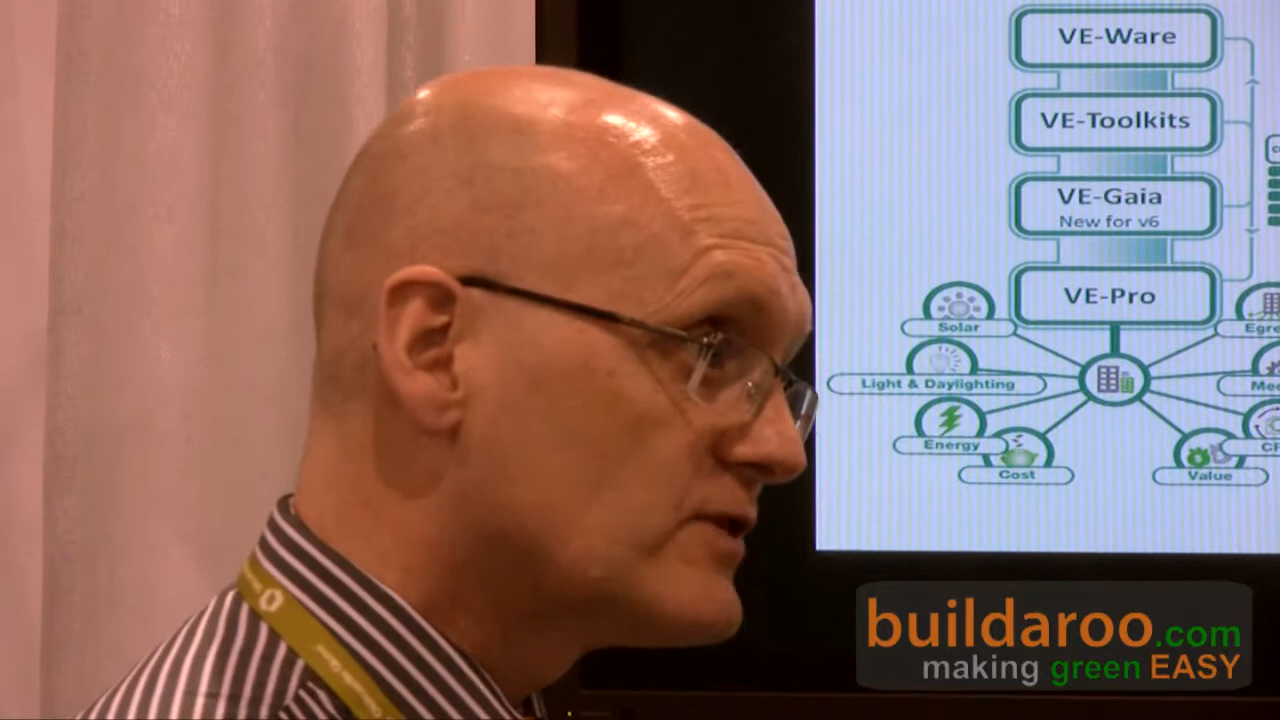 VE-Ware
VE-Toolkits
VE-Gaia
New for v6
VE-Pro
Solar
Light & Daylighting
Energy
Cost
Value
buildaroo.com
making green EASY